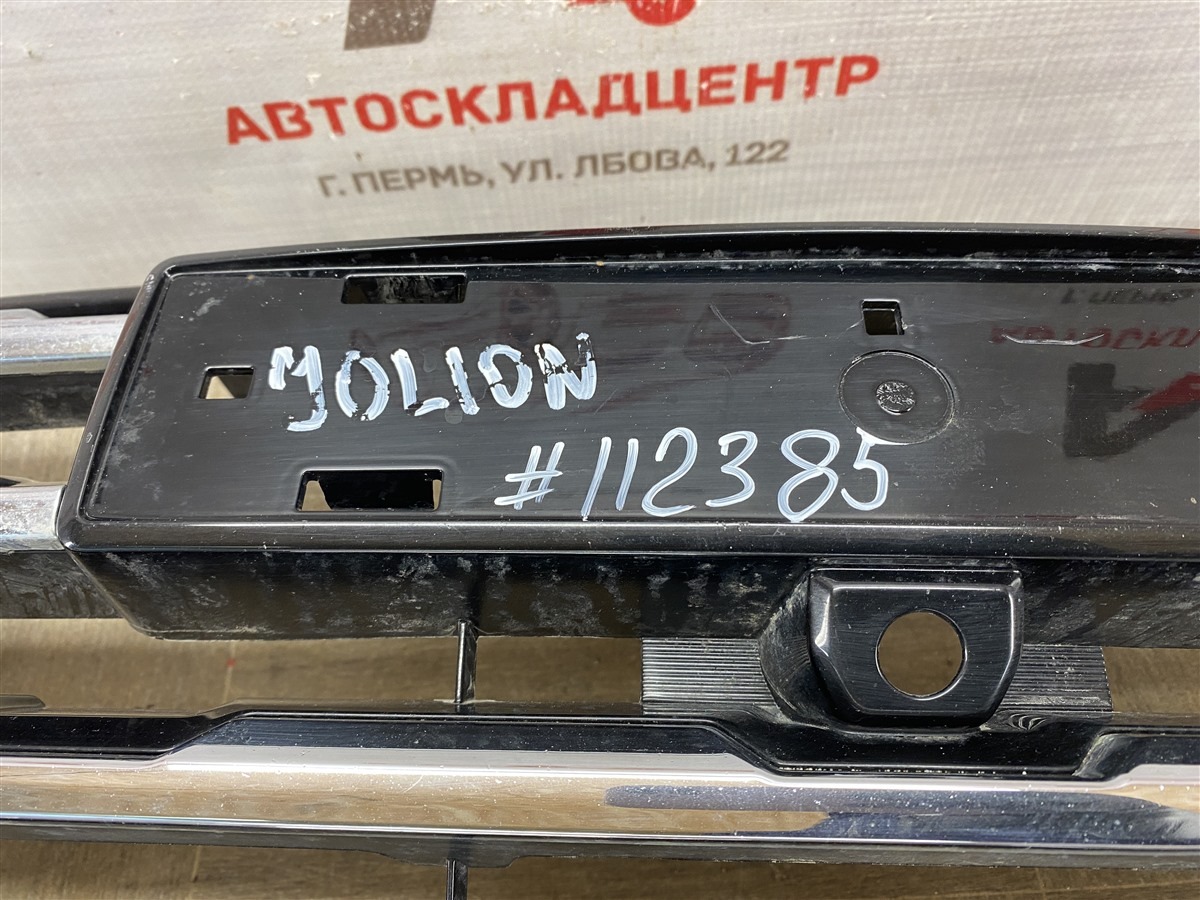 АВТОСКЛАДЦЕНТР
Г. ПЕРМЬ, УЛ. ЛБОВА, 122
JOLION
#112385